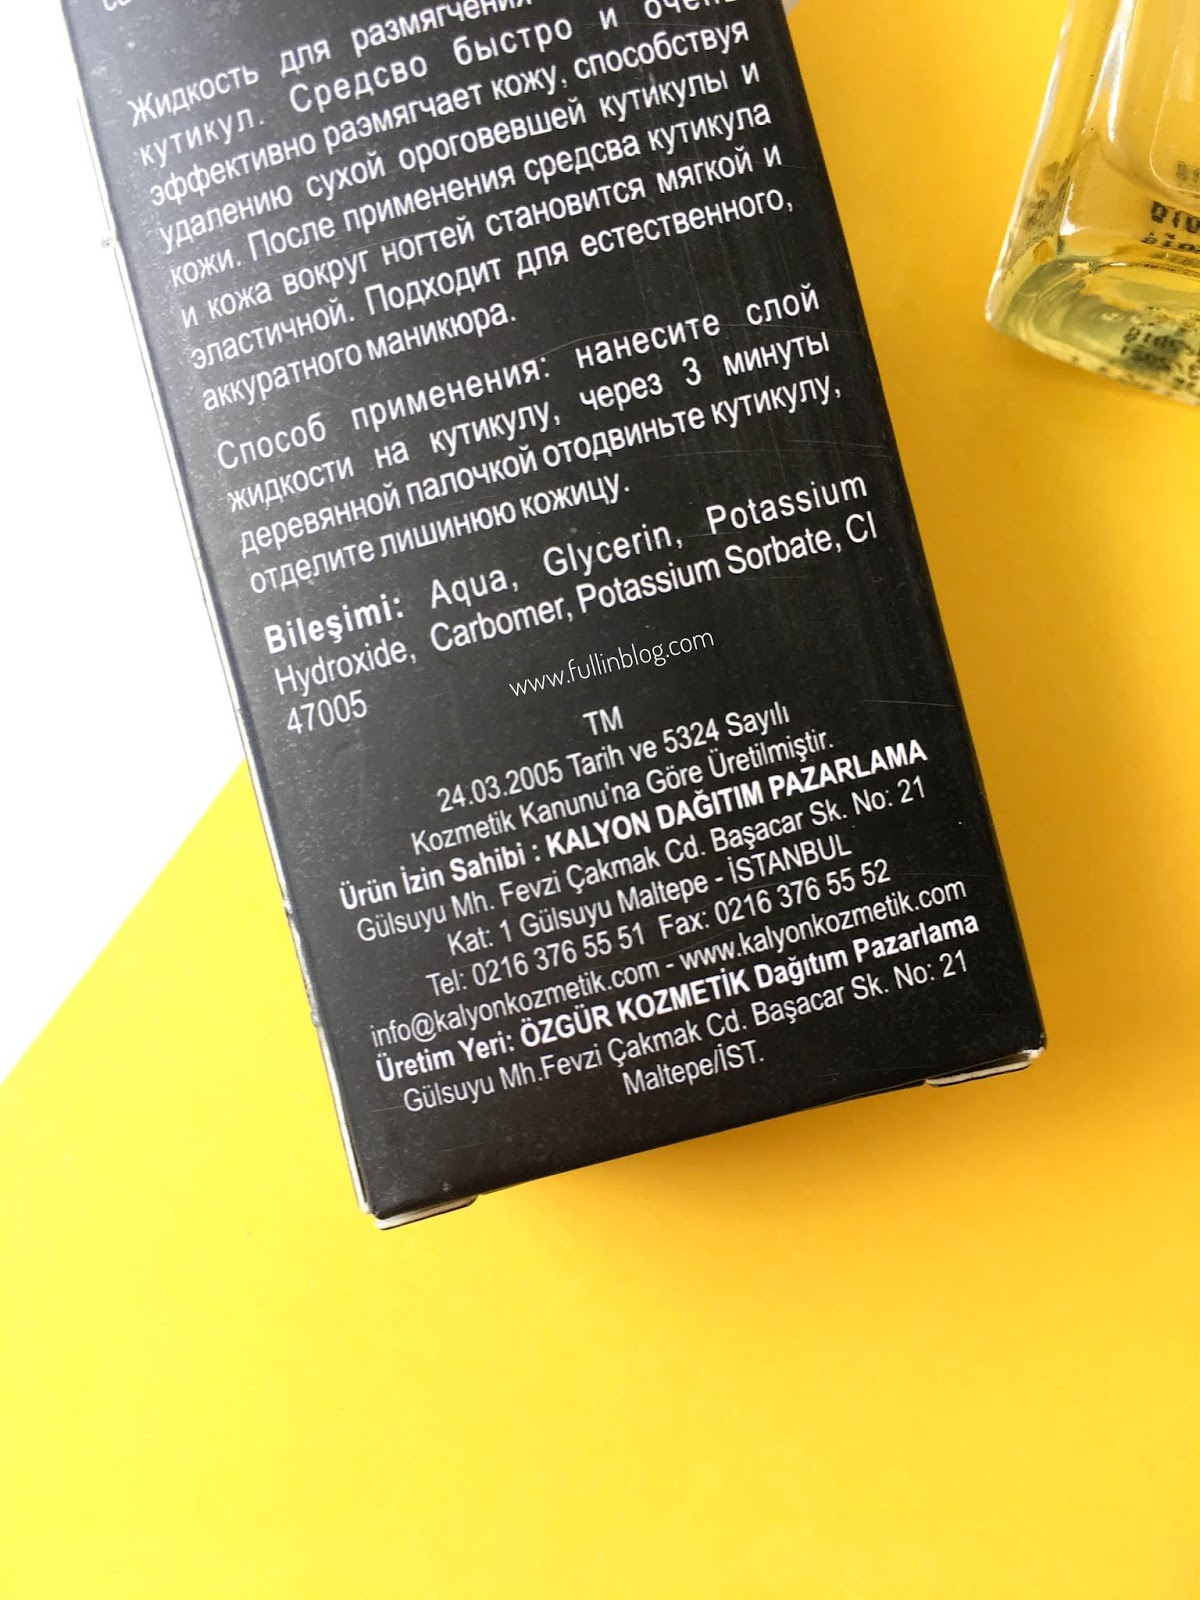 Жидкость для размягчения
кутикул. Средсво быстро и очень
эффективно размягчает кожу, способствуя
удалению сухой ороговевшей кутикулы и
кожи. После применения средсва кутикула
и кожа вокруг ногтей становится мягкой и
эластичной. Подходит для естественного,
аккуратного маникюра.
Способ применения: нанесите слой
жидкости на кутикулу, через 3 минуты
деревянной палочкой отодвиньте кутикулу,
отделите лишинюю кожицу.
Bileşimi: Aqua, Glycerin, Potassium
Hydroxide, Carbomer, Potassium Sorbate, CI
47005
www.fullinblog.com
TM
24.03.2005 Tarih ve 5324 Sayılı
Kozmetik Kanunu'na Göre Üretilmiştir.
Ürün İzin Sahibi : KALYON DAĞITIM PAZARLAMA
Gülsuyu Mh. Fevzi Çakmak Cd. Başacar Sk. No: 21
Kat: 1 Gülsuyu Maltepe - İSTANBUL
Tel: 0216 376 55 51 Fax: 0216 376 55 52
info@kalyonkozmetik.com - www.kalyonkozmetik.com
Üretim Yeri: ÖZGÜR KOZMETİK Dağıtım Pazarlama
Gülsuyu Mh.Fevzi Çakmak Cd. Başacar Sk. No: 21
Maltepe/İST.